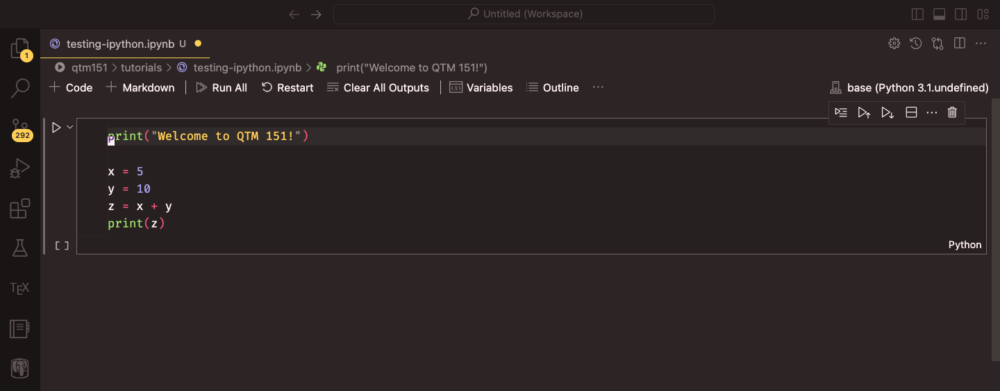 Untitled (Workspace)
testing-ipython.ipynb U
1
qtm151 > tutorials > testing-ipython.ipynb > print("Welcome to QTM 151!")
+ Code + Markdown Run All Restart Clear All Outputs Variables Outline ... base (Python 3.1.undefined)
292
print("Welcome to QTM 151!")
x = 5
y = 10
z = x + y
print(z)
[ ] Python
TEX